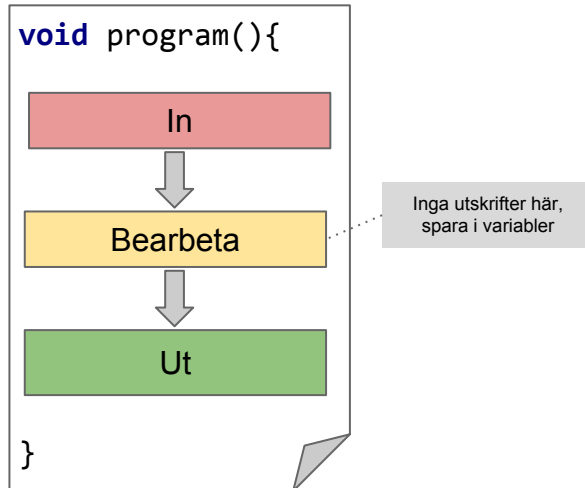 void program(){
In
Bearbeta
Inga utskrifter här,
spara i variabler
Ut
}